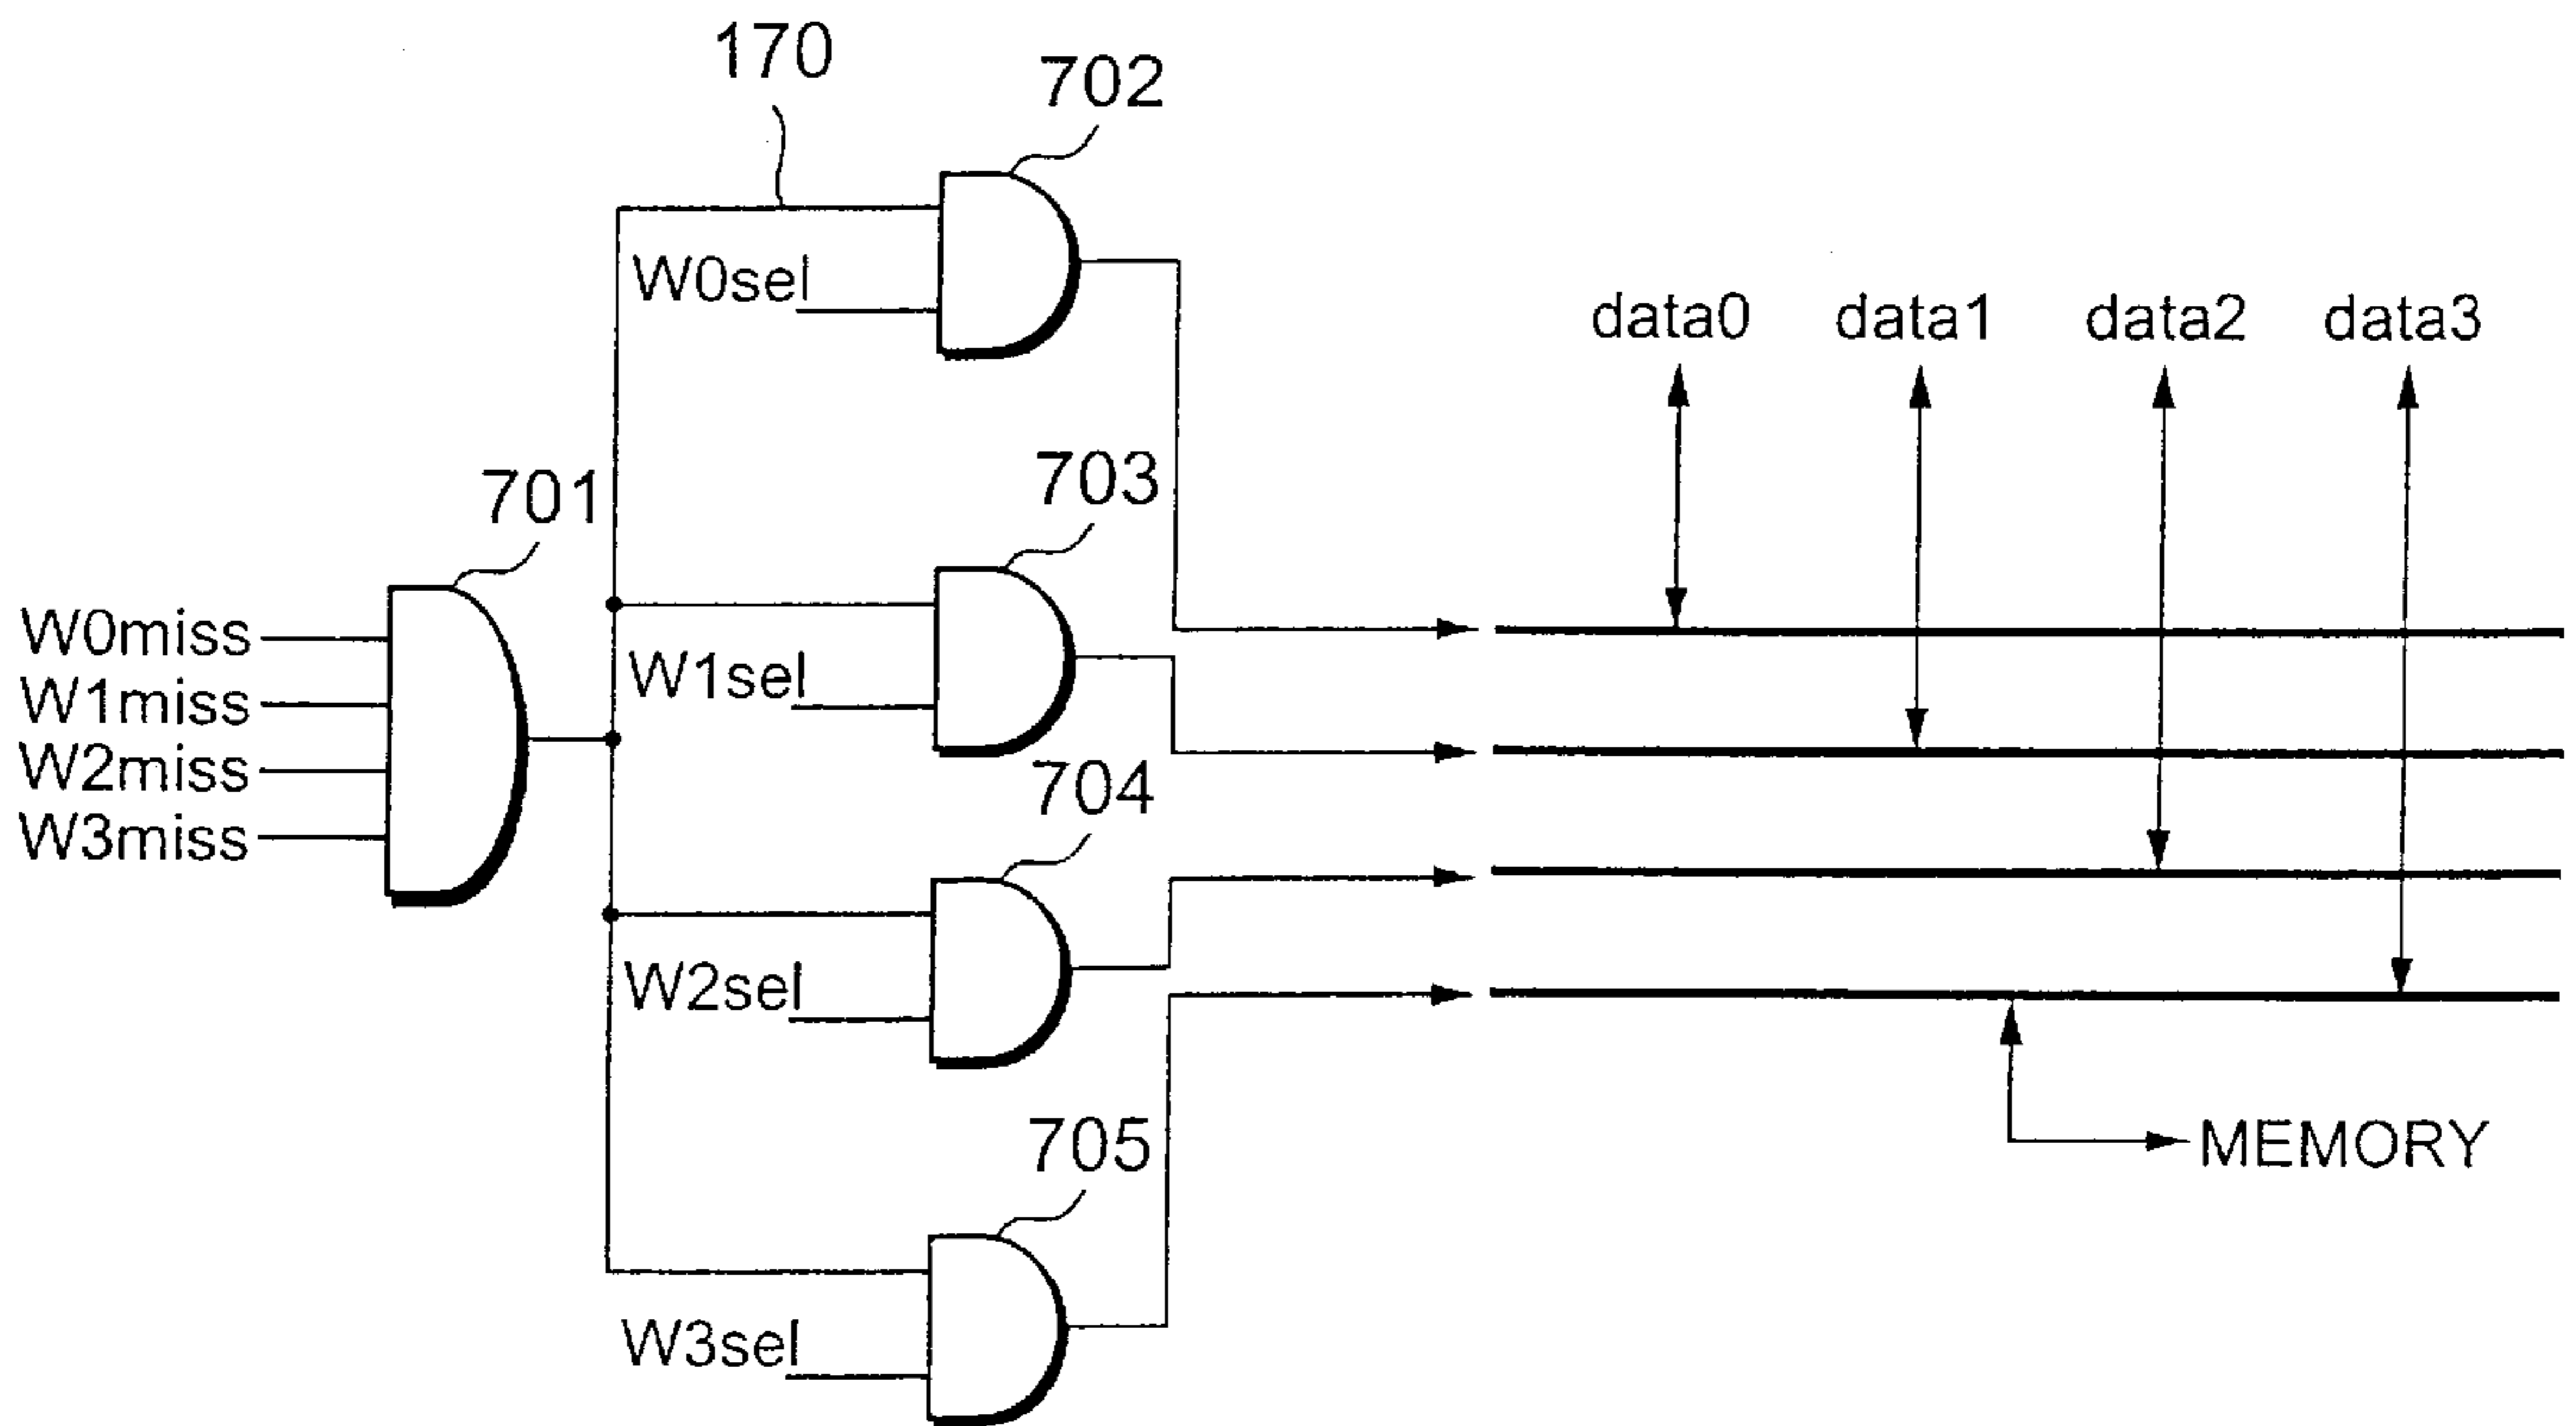 170
702
W0sel
data0 data1 data2 data3
703
701
W0miss
W1sel
W1miss
W2miss
704
W3miss
W2sel
705
MEMORY
W3sel